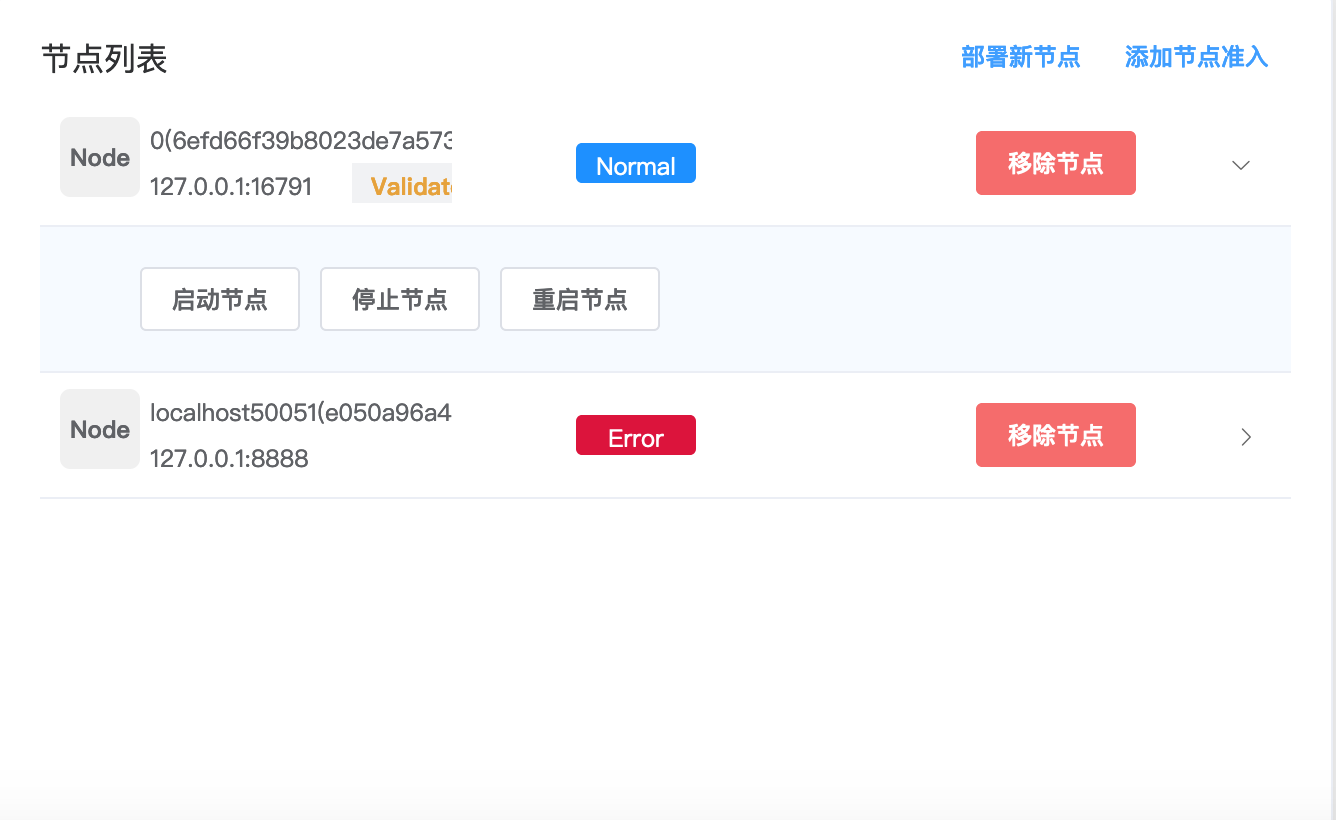 节点列表
部署新节点 添加节点准入
Node
0(6efd66f39b8023de7a573
127.0.0.1:16791
Validat
Normal
移除节点
启动节点 停止节点 重启节点
Node
localhost50051(e050a96a4
127.0.0.1:8888
Error
移除节点